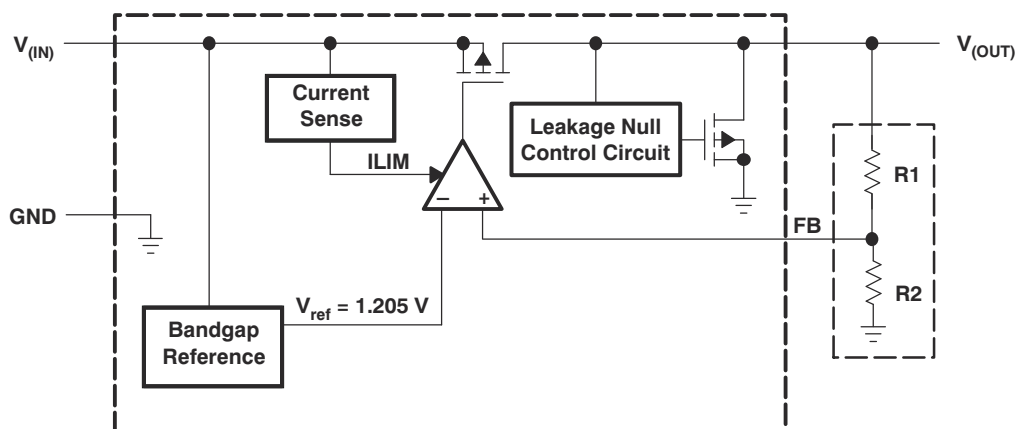 V(IN)
V(OUT)
Current
Sense
Leakage Null
Control Circuit
ILIM
R1
–
+
GND
FB
R2
Vref = 1.205 V
Bandgap
Reference